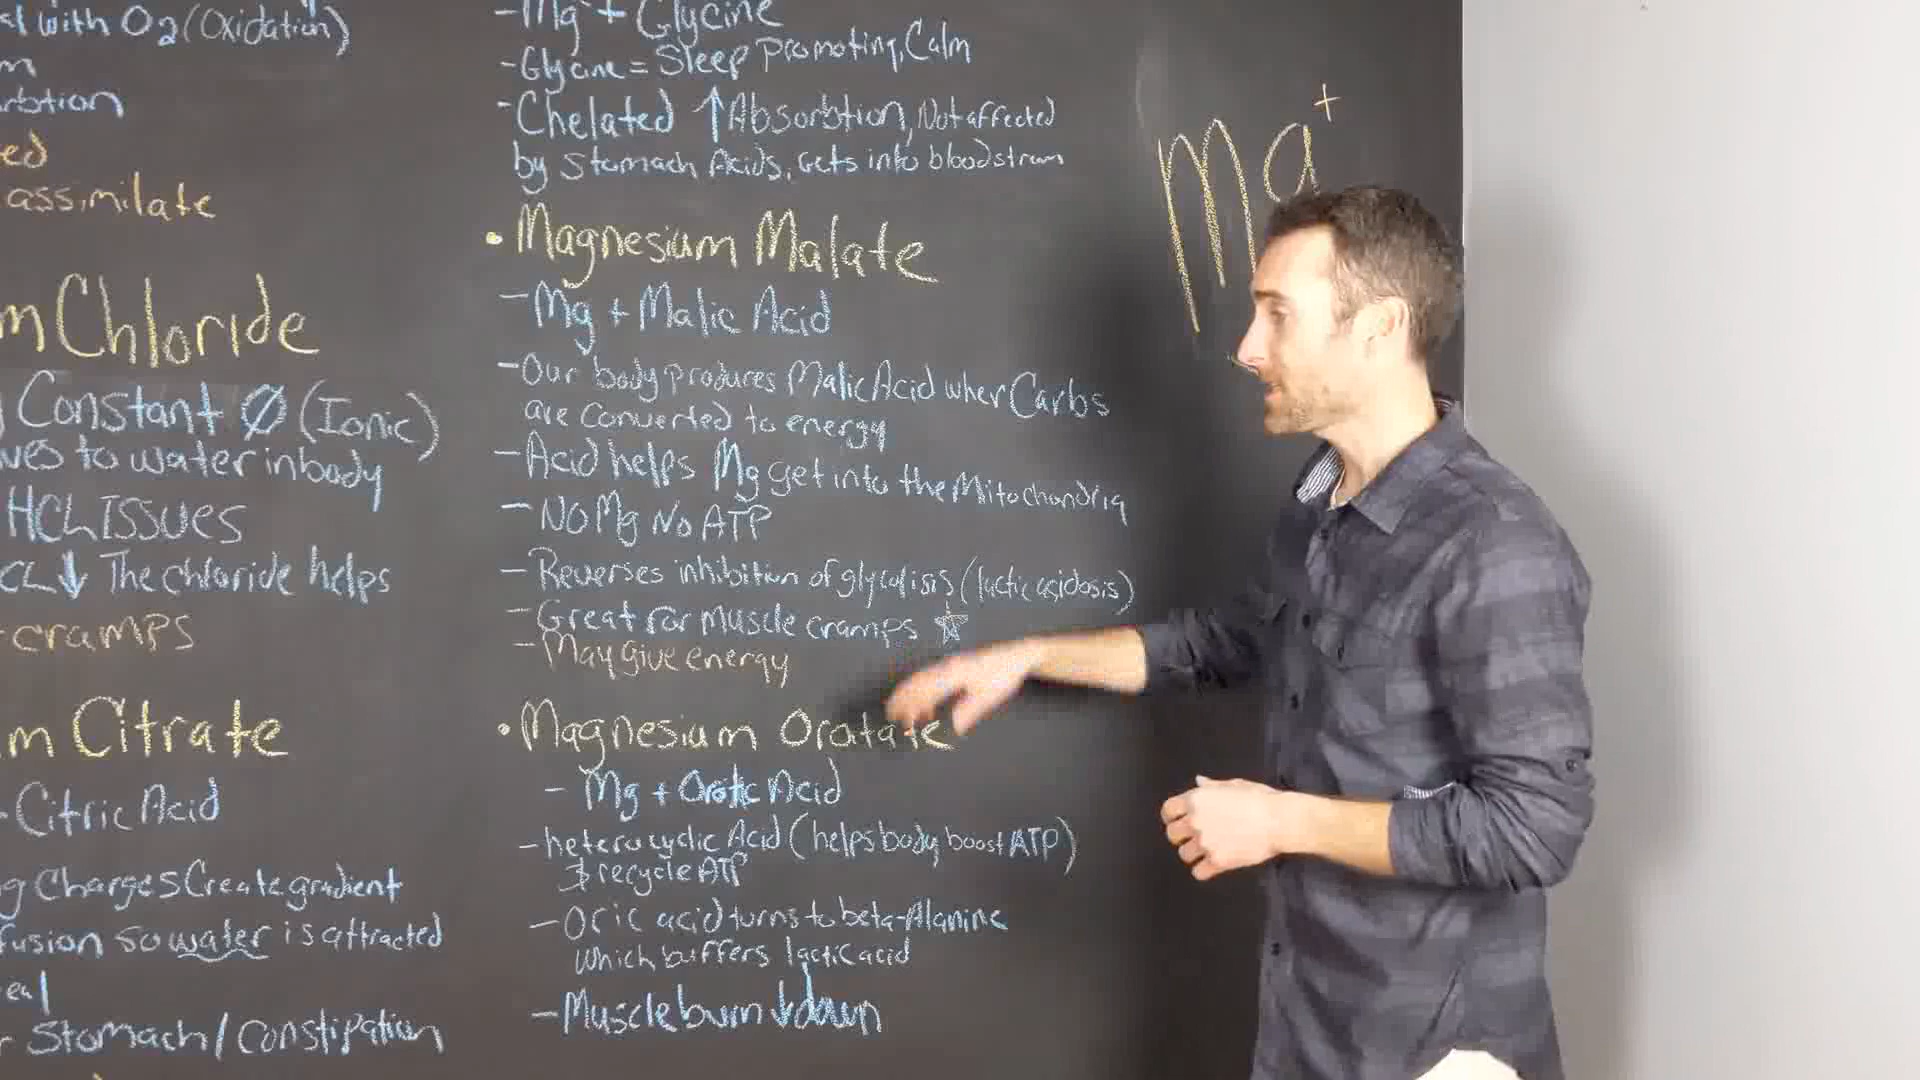 al with O2 (Oxidation)
m
rbtion
ed
assimilate
m Chloride
g Constant Ø (Ionic)
ves to water in body
HCL ISSUES
CL ↓ The chloride helps
- cramps
m Citrate
- Citric Acid
g Charges Create gradient
fusion so water is attracted
eal
r Stomach / Constipation
- Mg + Glycine
- Glycine = Sleep Promoting, Calm
- Chelated ↑ Absorbtion, Not affected
by Stomach Acids, Gets into bloodstream
• Magnesium Malate
- Mg + Malic Acid
- Our body produces Malic Acid when Carbs
are converted to energy
- Acid helps Mg get into the Mitochondria
- No Mg No ATP
- Reverses inhibition of glycolisis (lactic acidosis)
- Great for Muscle cramps ☆
- May give energy
• Magnesium Oratate
- Mg + Orotic Acid
- heterocyclic Acid (helps body boost ATP)
& recycle ATP
- Oric acid turns to beta-Alanine
which buffers lactic acid
- Muscle burn ↓ down
Mg+